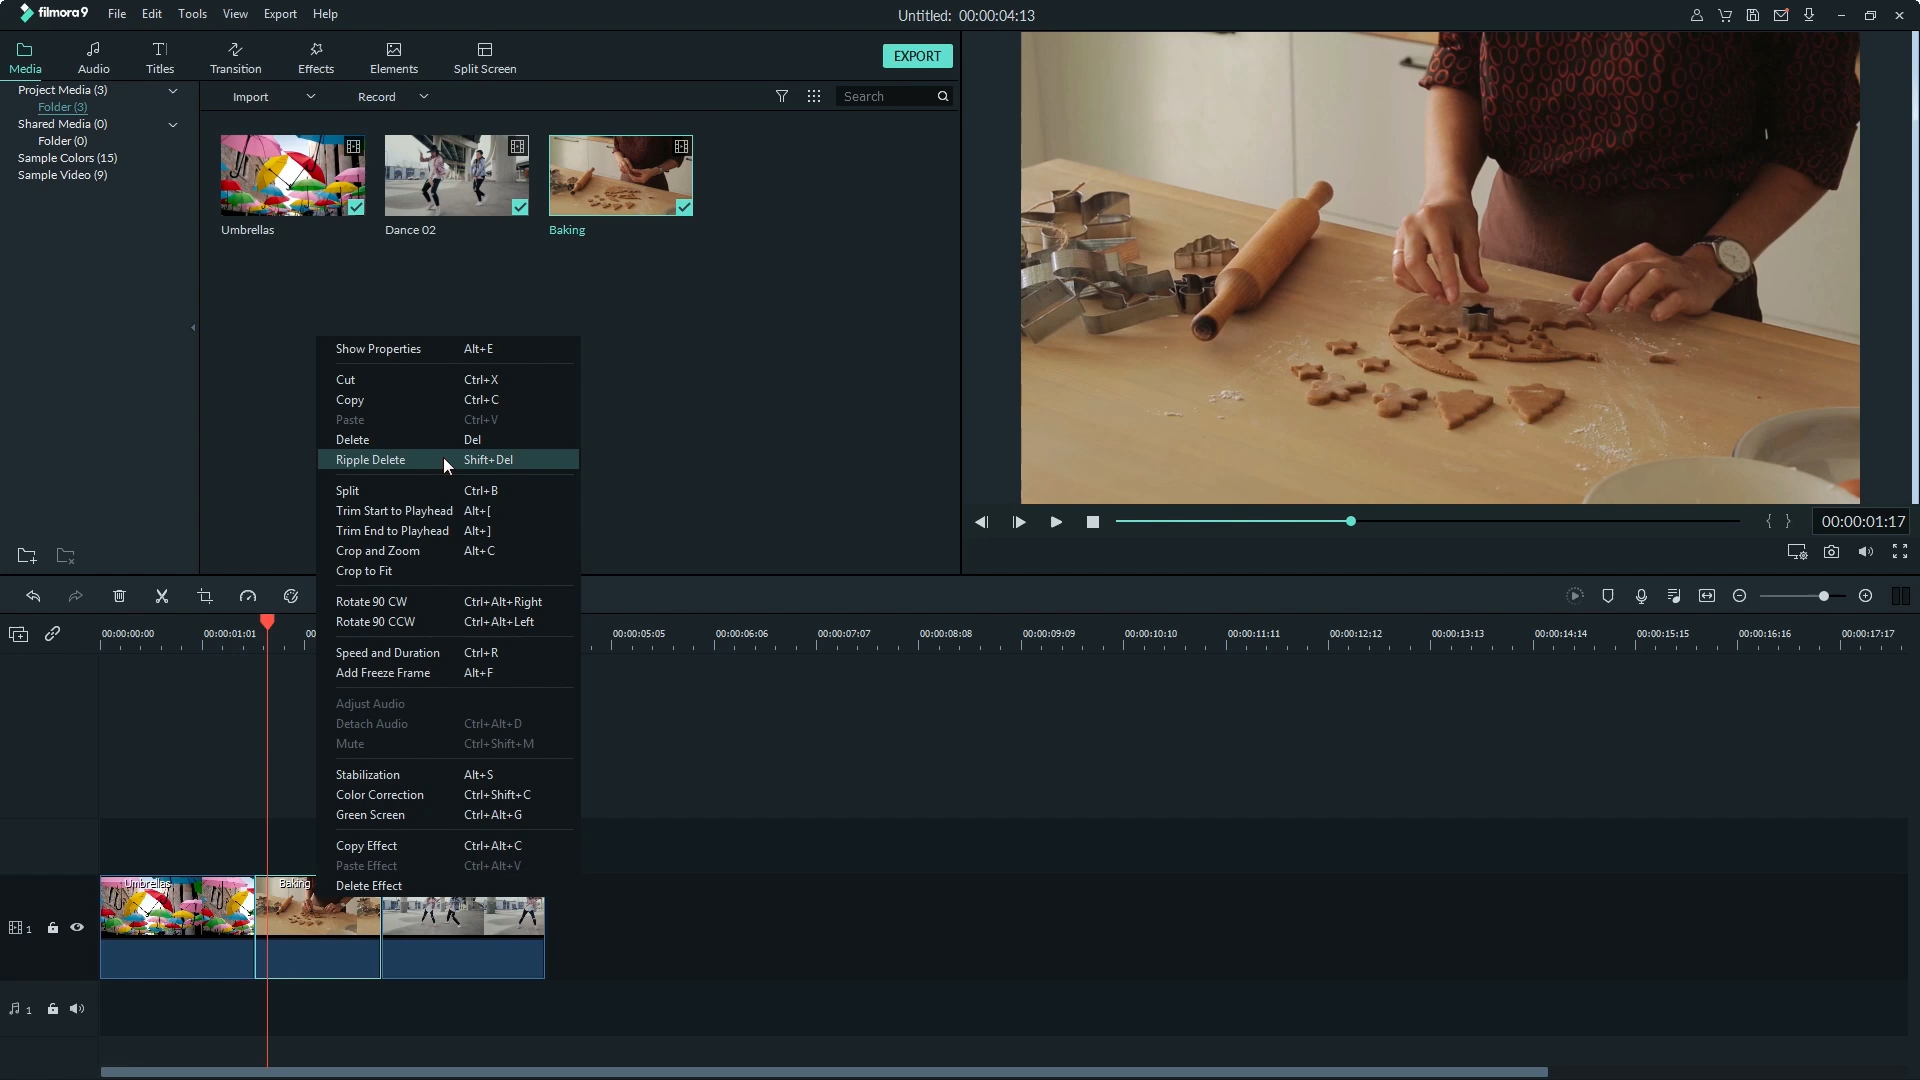 filmora9 File Edit Tools View Export Help
Untitled: 00:00:04:13
Media Audio Titles Transition Effects Elements Split Screen
EXPORT
Project Media (3)
Folder (3)
Shared Media (0)
Folder (0)
Sample Colors (15)
Sample Video (9)
Import Record Search
Umbrellas Dance 02 Baking
Show Properties Alt+E
Cut Ctrl+X
Copy Ctrl+C
Paste Ctrl+V
Delete Del
Ripple Delete Shift+Del
Split Ctrl+B
Trim Start to Playhead Alt+[
Trim End to Playhead Alt+]
Crop and Zoom Alt+C
Crop to Fit
Rotate 90 CW Ctrl+Alt+Right
Rotate 90 CCW Ctrl+Alt+Left
Speed and Duration Ctrl+R
Add Freeze Frame Alt+F
Adjust Audio
Detach Audio Ctrl+Alt+D
Mute Ctrl+Shift+M
Stabilization Alt+S
Color Correction Ctrl+Shift+C
Green Screen Ctrl+Alt+G
Copy Effect Ctrl+Alt+C
Paste Effect Ctrl+Alt+V
Delete Effect
{ } 00:00:01:17
00:00:00:00 00:00:01:01 00 00:00:05:05 00:00:06:06 00:00:07:07 00:00:08:08 00:00:09:09 00:00:10:10 00:00:11:11 00:00:12:12 00:00:13:13 00:00:14:14 00:00:15:15 00:00:16:16 00:00:17:17
Umbrellas Baking
1
1